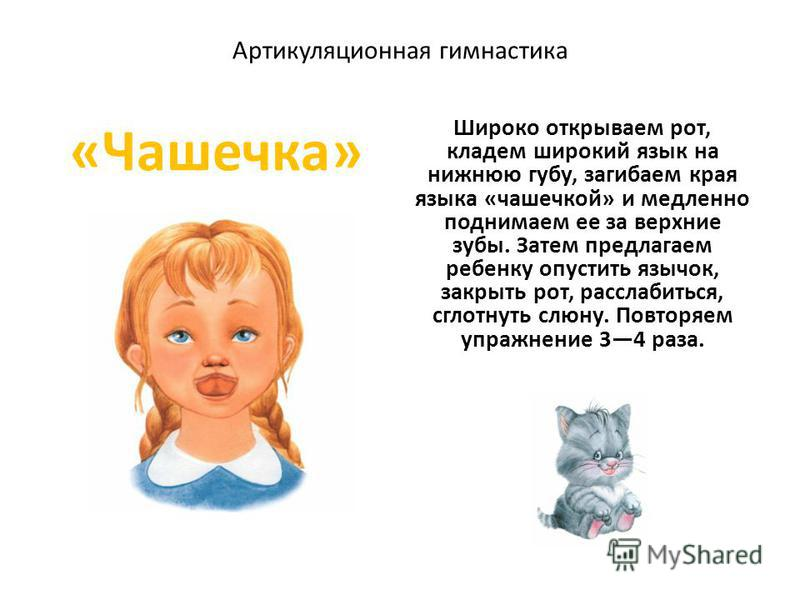 Артикуляционная гимнастика
«Чашечка»
Широко открываем рот,
кладем широкий язык на
нижнюю губу, загибаем края
языка «чашечкой» и медленно
поднимаем ее за верхние
зубы. Затем предлагаем
ребенку опустить язычок,
закрыть рот, расслабиться,
сглотнуть слюну. Повторяем
упражнение 3—4 раза.
MyShared